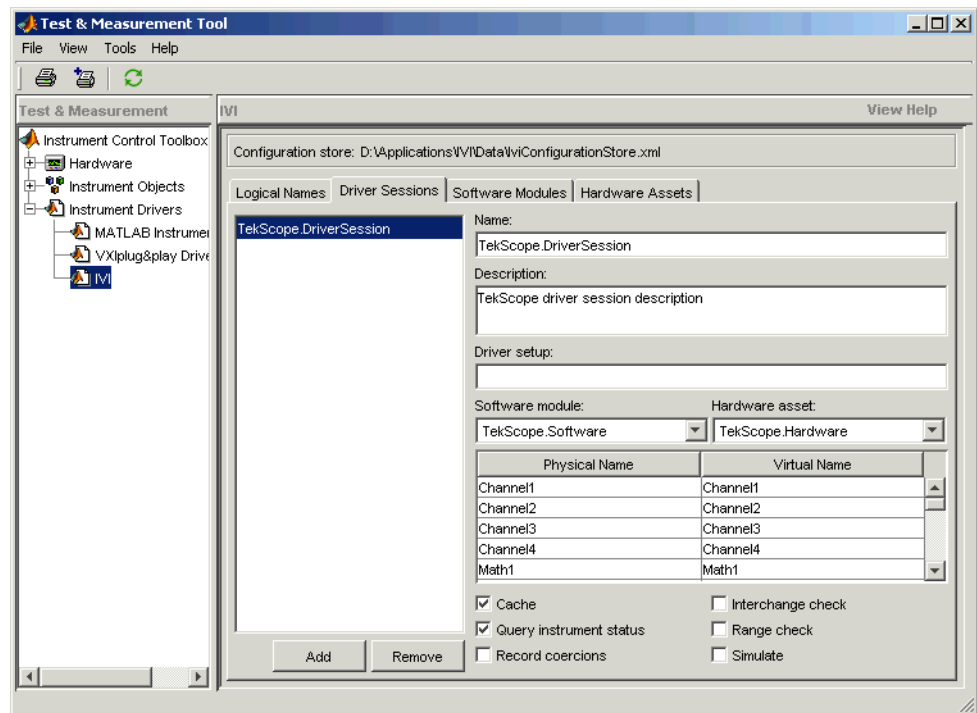 Test & Measurement Tool
File View Tools Help
Test & Measurement
IVI
View Help
Instrument Control Toolbox
Hardware
Instrument Objects
Instrument Drivers
MATLAB Instrumen
VXIplug&play Drive
IVI
Configuration store: D:\Applications\IVI\Data\IviConfigurationStore.xml
Logical Names Driver Sessions Software Modules Hardware Assets
TekScope.DriverSession
Add Remove
Name:
TekScope.DriverSession
Description:
TekScope driver session description
Driver setup:
Software module: Hardware asset:
TekScope.Software TekScope.Hardware
Physical Name Virtual Name
Channel1 Channel1
Channel2 Channel2
Channel3 Channel3
Channel4 Channel4
Math1 Math1
Cache Interchange check
Query instrument status Range check
Record coercions Simulate